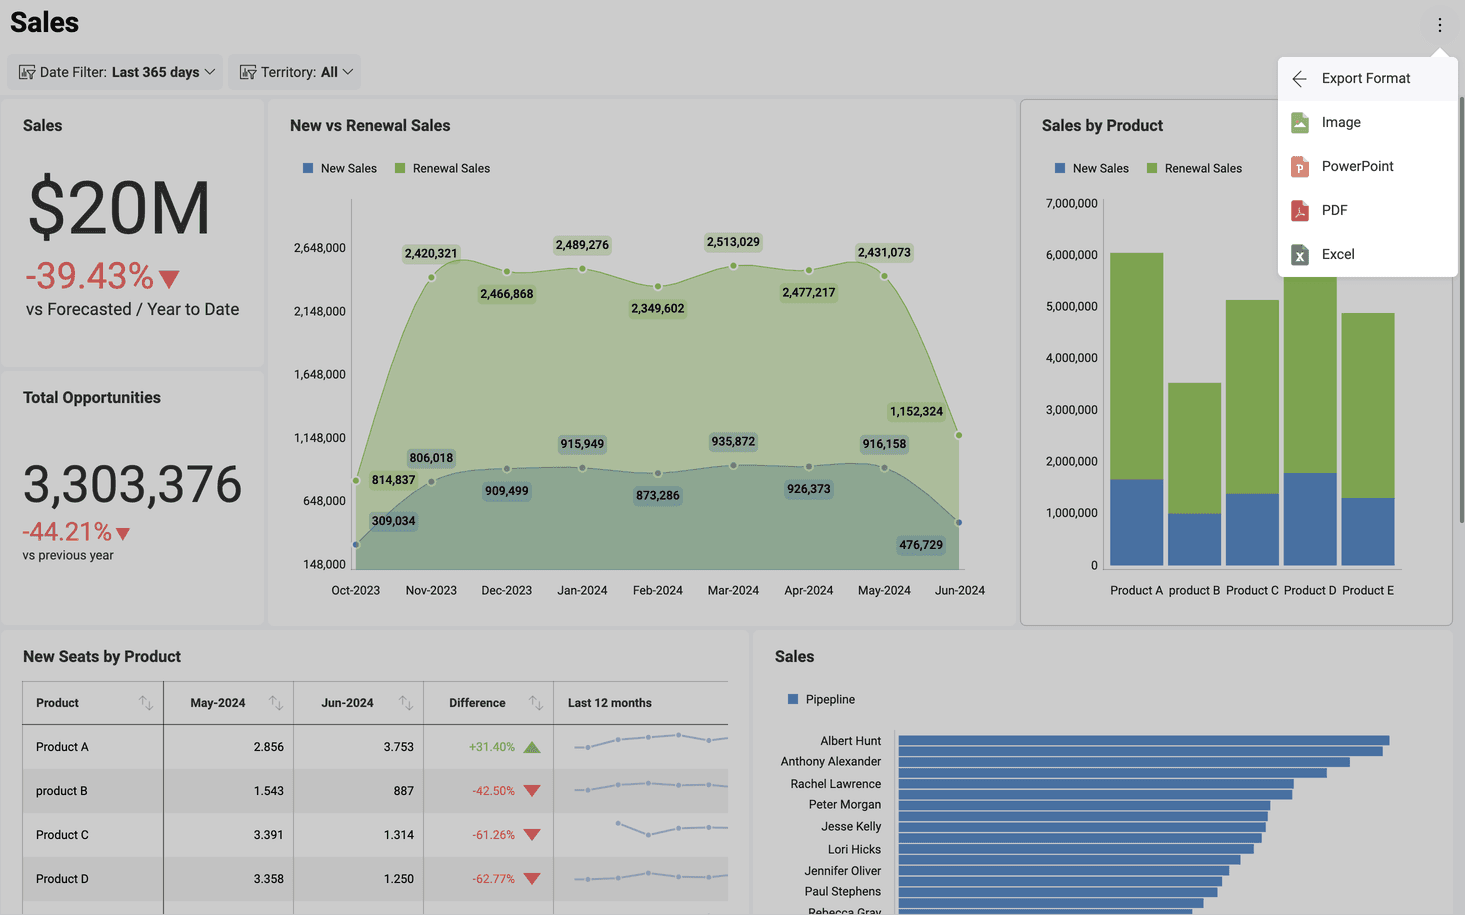 Sales
Date Filter: Last 365 days
Territory: All
Export Format
Image
PowerPoint
PDF
Excel
Sales
$20M
-39.43%
vs Forecasted / Year to Date
Total Opportunities
3,303,376
-44.21%
vs previous year
New vs Renewal Sales
New Sales Renewal Sales
2,648,000
2,148,000
1,648,000
1,148,000
648,000
148,000
2,420,321
2,466,868
2,489,276
2,349,602
2,513,029
2,477,217
2,431,073
1,152,324
814,837
309,034
806,018
909,499
915,949
873,286
935,872
926,373
916,158
476,729
Oct-2023 Nov-2023 Dec-2023 Jan-2024 Feb-2024 Mar-2024 Apr-2024 May-2024 Jun-2024
Sales by Product
New Sales Renewal Sales
7,000,000
6,000,000
5,000,000
4,000,000
3,000,000
2,000,000
1,000,000
0
Product A product B Product C Product D Product E
New Seats by Product
Product May-2024 Jun-2024 Difference Last 12 months
Product A 2.856 3.753 +31.40%
product B 1.543 887 -42.50%
Product C 3.391 1.314 -61.26%
Product D 3.358 1.250 -62.77%
Sales
Pipepline
Albert Hunt
Anthony Alexander
Rachel Lawrence
Peter Morgan
Jesse Kelly
Lori Hicks
Jennifer Oliver
Paul Stephens
Rebecca Gray